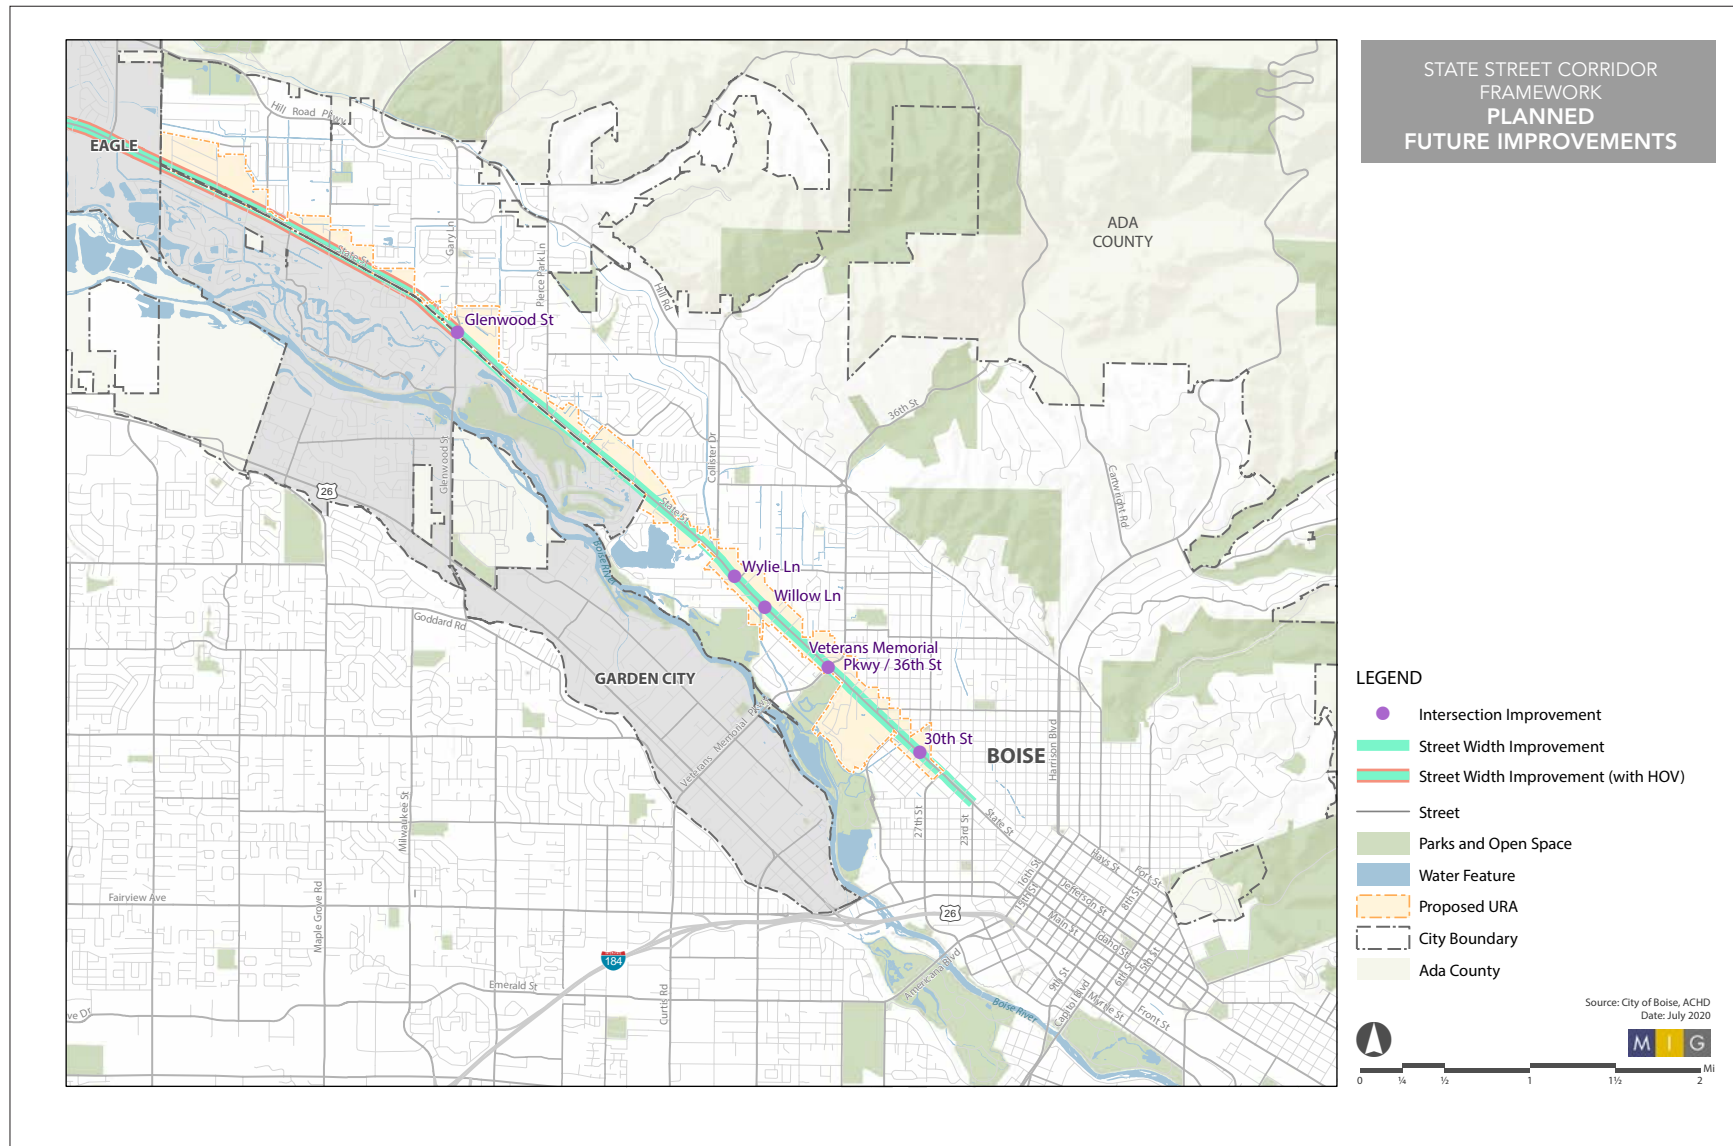 STATE STREET CORRIDOR
FRAMEWORK
PLANNED
FUTURE IMPROVEMENTS
Hill Road Pkwy
EAGLE
ADA
COUNTY
Gary Ln
State St
Pierce Park Ln
Hill Rd
Glenwood St
36th St
Collister Dr
Glenwood St
26
Cartwright Rd
State St
Boise River
Wylie Ln
Willow Ln
Goddard Rd
Veterans Memorial
Pkwy / 36th St
GARDEN CITY
Veterans Memorial Pkwy
30th St
BOISE
Harrison Blvd
Milwaukee St
27th St
23rd St
State St
Hays St
Fort St
16th St
15th St
Jefferson St
8th St
Main St
Idaho St
Fairview Ave
Maple Grove Rd
26
184
Americana Blvd
5th St
6th St
9th St
Capitol Blvd
Myrtle St
Front St
Emerald St
Curtis Rd
Boise River
ve Dr
LEGEND
Intersection Improvement
Street Width Improvement
Street Width Improvement (with HOV)
Street
Parks and Open Space
Water Feature
Proposed URA
City Boundary
Ada County
Source: City of Boise, ACHD
Date: July 2020
M I G
0 ¼ ½ 1 1½ 2 Mi